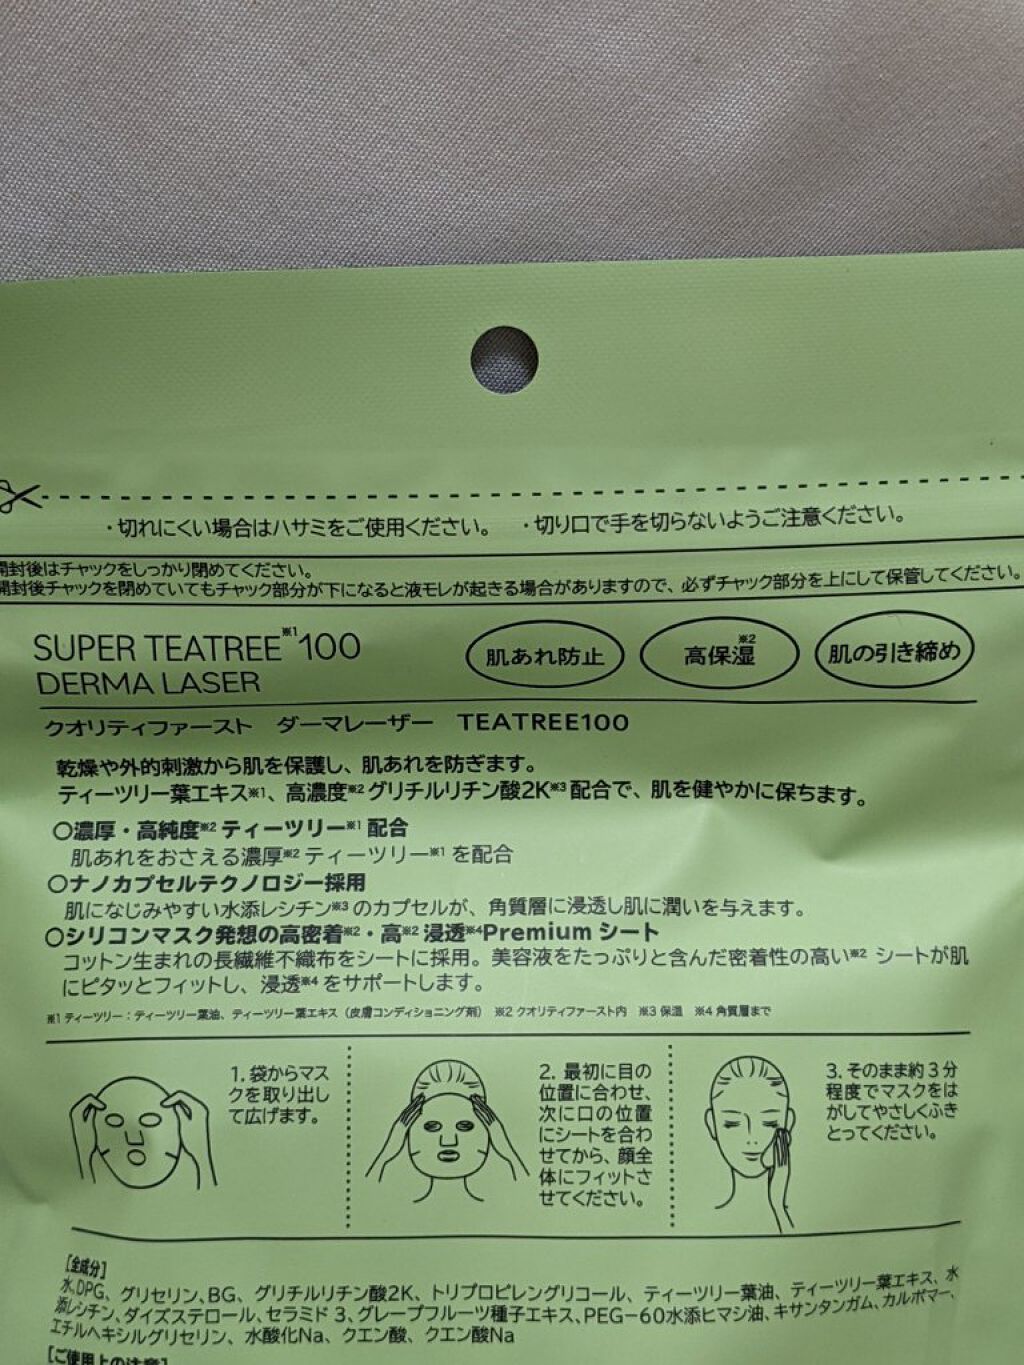 ・切れにくい場合はハサミをご使用ください。 ・切り口で手を切らないようご注意ください。
開封後はチャックをしっかり閉めてください。
開封後チャックを閉めていてもチャック部分が下になると液モレが起きる場合がありますので、必ずチャック部分を上にして保管してください。
SUPER TEATREE※1 100
DERMA LASER
肌あれ防止 高保湿※2 肌の引き締め
クオリティファースト ダーマレーザー TEATREE100
乾燥や外的刺激から肌を保護し、肌あれを防ぎます。
ティーツリー葉エキス※1、高濃度※2グリチルリチン酸2K※3配合で、肌を健やかに保ちます。
○濃厚・高純度※2ティーツリー※1配合
肌あれをおさえる濃厚※2ティーツリー※1を配合
○ナノカプセルテクノロジー採用
肌になじみやすい水添レシチン※3のカプセルが、角質層に浸透し肌に潤いを与えます。
○シリコンマスク発想の高密着※2・高※2浸透※4Premium シート
コットン生まれの長繊維不織布をシートに採用。美容液をたっぷりと含んだ密着性の高い※2 シートが肌
にピタッとフィットし、浸透※4をサポートします。
※1 ティーツリー：ティーツリー葉油、ティーツリー葉エキス（皮膚コンディショニング剤） ※2 クオリティファースト内 ※3 保湿 ※4 角質層まで
1. 袋からマス
クを取り出し
て広げます。
2. 最初に目の
位置に合わせ、
次に口の位置
にシートを合わ
せてから、顔全
体にフィットさ
せてください。
3. そのまま約3分
程度でマスクをは
がしてやさしくふき
とってください。
[全成分]
水、DPG、グリセリン、BG、グリチルリチン酸2K、トリプロピレングリコール、ティーツリー葉油、ティーツリー葉エキス、水
添レシチン、ダイズステロール、セラミド 3、グレープフルーツ種子エキス、PEG－60水添ヒマシ油、キサンタンガム、カルボマー、
エチルヘキシルグリセリン、水酸化Na、クエン酸、クエン酸Na
[ご使用上の注意]